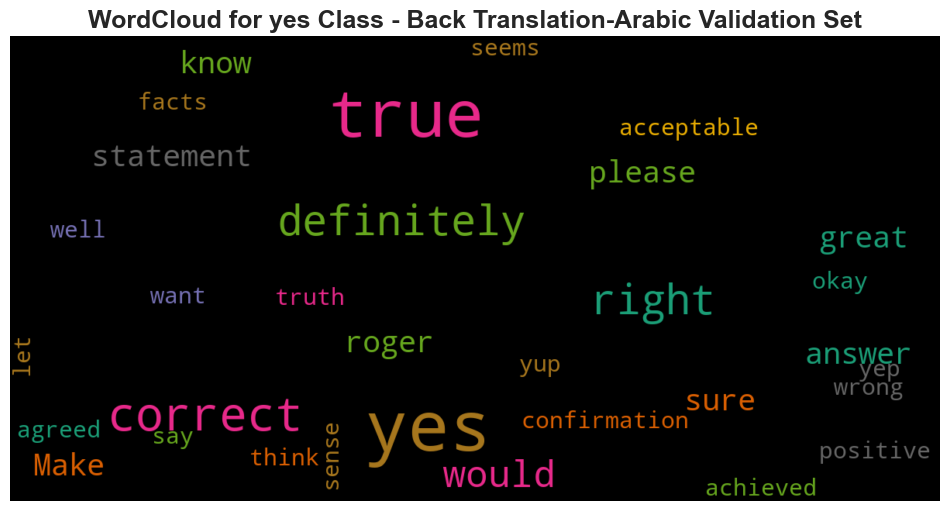 WordCloud for yes Class - Back Translation-Arabic Validation Set
seems
know
facts
true
acceptable
statement
please
definitely
well
great
okay
want
truth
right
roger
let
answer
yup
yep
wrong
sure
correct
yes
confirmation
agreed
say
think
sense
positive
Make
would
achieved